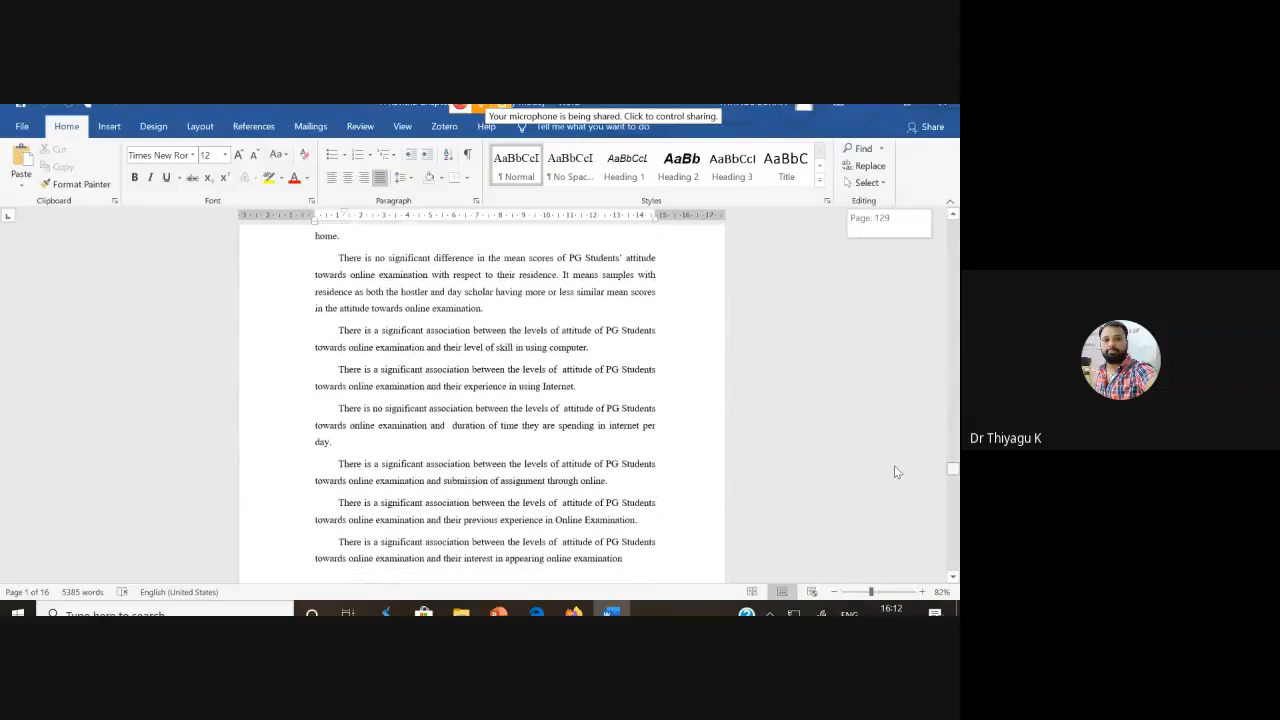 Your microphone is being shared. Click to control sharing.
File Home Insert Design Layout References Mailings Review View Zotero Help Tell me what you want to do Share
Paste Cut Copy Format Painter
Times New Ror 12
AaBbCcI AaBbCcI AaBbCcI AaBb AaBbCcI AaBbC
¶ Normal ¶ No Spac... Heading 1 Heading 2 Heading 3 Title
Find Replace Select
Clipboard Font Paragraph Styles Editing
Page: 129
home.
There is no significant difference in the mean scores of PG Students' attitude
towards online examination with respect to their residence. It means samples with
residence as both the hostler and day scholar having more or less similar mean scores
in the attitude towards online examination.
There is a significant association between the levels of attitude of PG Students
towards online examination and their level of skill in using computer.
There is a significant association between the levels of attitude of PG Students
towards online examination and their experience in using Internet.
There is no significant association between the levels of attitude of PG Students
towards online examination and duration of time they are spending in internet per
day.
There is a significant association between the levels of attitude of PG Students
towards online examination and submission of assignment through online.
There is a significant association between the levels of attitude of PG Students
towards online examination and their previous experience in Online Examination.
There is a significant association between the levels of attitude of PG Students
towards online examination and their interest in appearing online examination
Page 1 of 16 5385 words English (United States) 82%
Type here to search ENG 16:12
Dr Thiyagu K